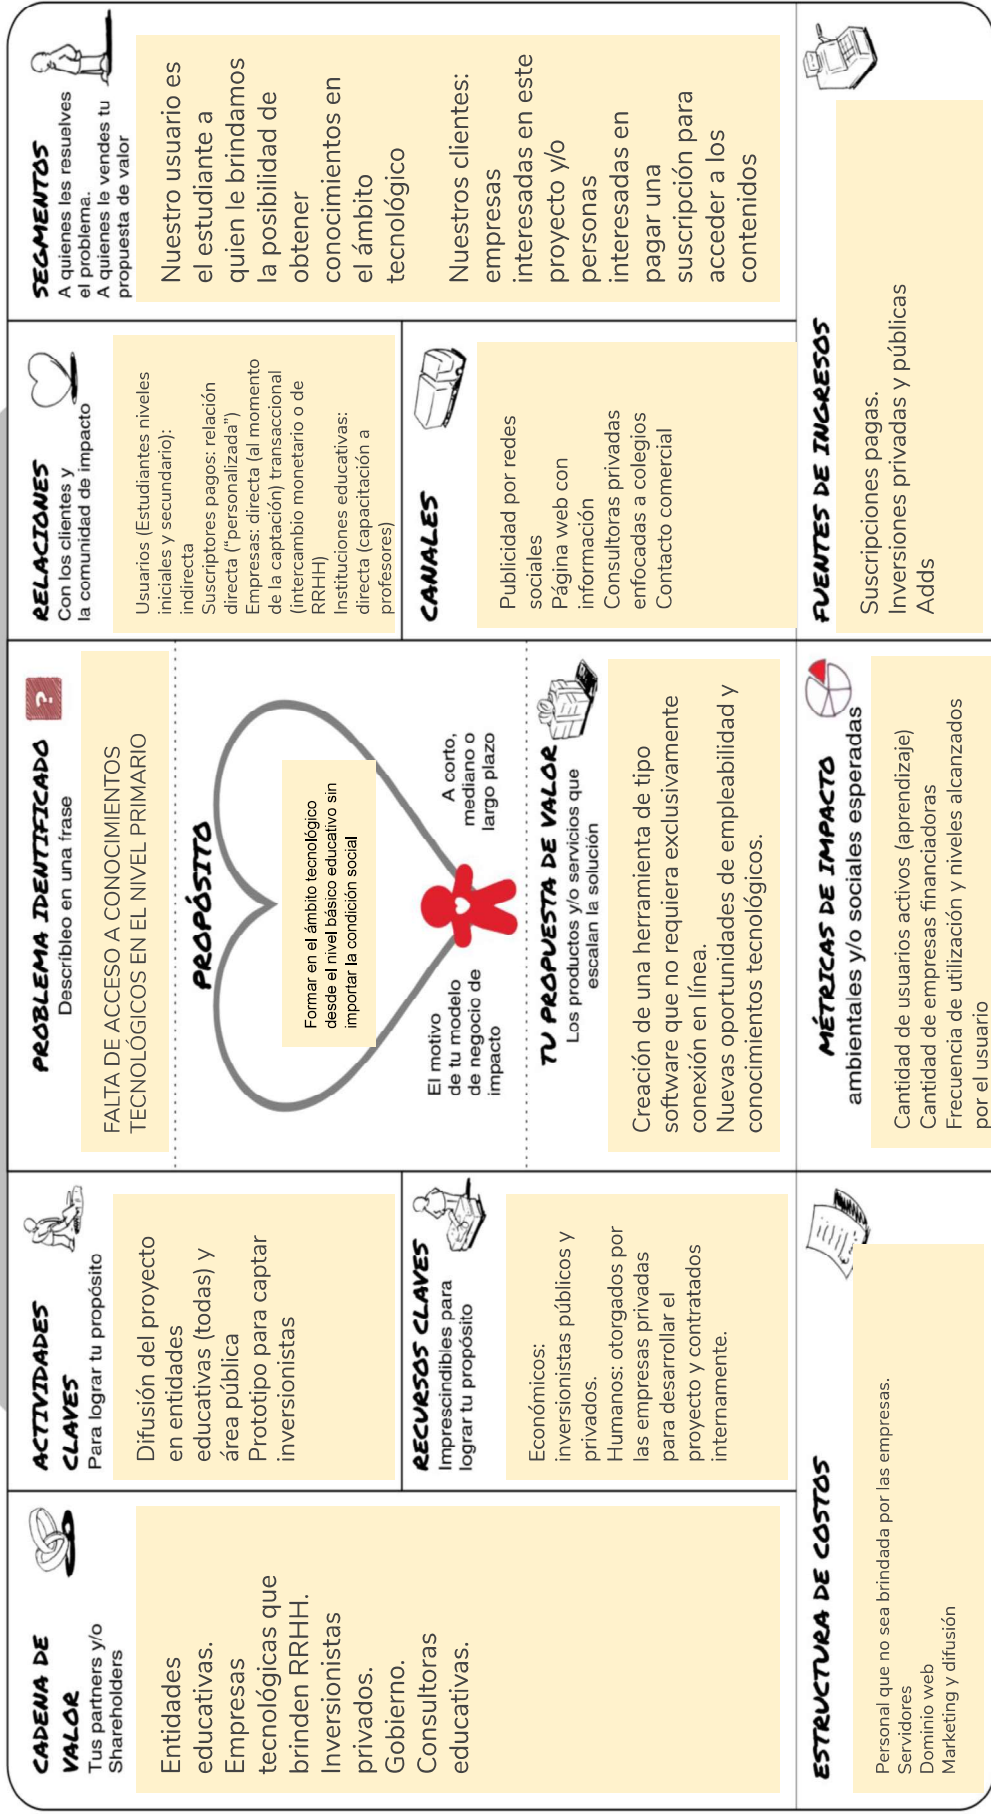 CADENA DE
VALOR
Tus partners y/o
Shareholders
Entidades
educativas.
Empresas
tecnológicas que
brinden RRHH.
Inversionistas
privados.
Gobierno.
Consultoras
educativas.
ACTIVIDADES
CLAVES
Para lograr tu propósito
Difusión del proyecto
en entidades
educativas (todas) y
área pública
Prototipo para captar
inversionistas
RECURSOS CLAVES
Imprescindibles para
lograr tu propósito
Económicos:
inversionistas públicos y
privados.
Humanos: otorgados por
las empresas privadas
para desarrollar el
proyecto y contratados
internamente.
PROBLEMA IDENTIFICADO
?
Descríbleo en una frase
FALTA DE ACCESO A CONOCIMIENTOS
TECNOLÓGICOS EN EL NIVEL PRIMARIO
PROPÓSITO
Formar en el ámbito tecnológico
desde el nivel básico educativo sin
importar la condición social
El motivo
de tu modelo
de negocio de
impacto
A corto,
mediano o
largo plazo
TU PROPUESTA DE VALOR
Los productos y/o servicios que
escalan la solución
Creación de una herramienta de tipo
software que no requiera exclusivamente
conexión en línea.
Nuevas oportunidades de empleabilidad y
conocimientos tecnológicos.
RELACIONES
Con los clientes y
la comunidad de impacto
Usuarios (Estudiantes niveles
iniciales y secundario):
indirecta
Suscriptores pagos: relación
directa (“personalizada”)
Empresas: directa (al momento
de la captación) transaccional
(intercambio monetario o de
RRHH)
Instituciones educativas:
directa (capacitación a
profesores)
CANALES
Publicidad por redes
sociales
Página web con
información
Consultoras privadas
enfocadas a colegios
Contacto comercial
SEGMENTOS
A quienes les resuelves
el problema.
A quienes le vendes tu
propuesta de valor
Nuestro usuario es
el estudiante a
quien le brindamos
la posibilidad de
obtener
conocimientos en
el ámbito
tecnológico
Nuestros clientes:
empresas
interesadas en este
proyecto y/o
personas
interesadas en
pagar una
suscripción para
acceder a los
contenidos
ESTRUCTURA DE COSTOS
Personal que no sea brindada por las empresas.
Servidores
Dominio web
Marketing y difusión
MÉTRICAS DE IMPACTO
ambientales y/o sociales esperadas
Cantidad de usuarios activos (aprendizaje)
Cantidad de empresas financiadoras
Frecuencia de utilización y niveles alcanzados
por el usuario
FUENTES DE INGRESOS
Suscripciones pagas.
Inversiones privadas y públicas
Adds